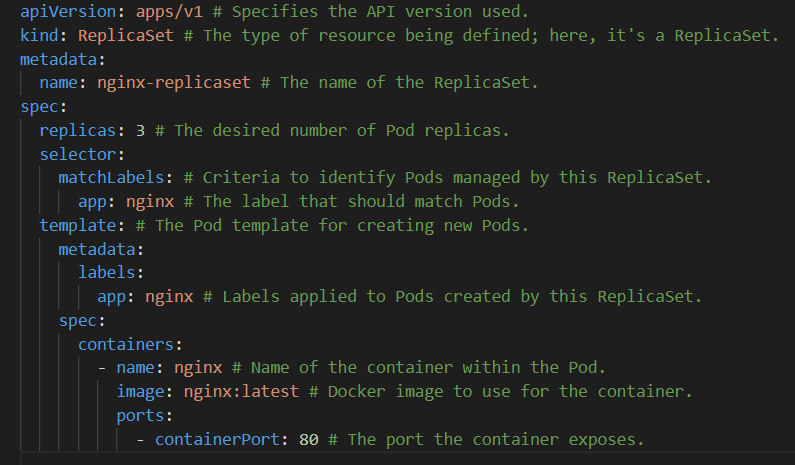 apiVersion: apps/v1 # Specifies the API version used.
kind: ReplicaSet # The type of resource being defined; here, it's a ReplicaSet.
metadata:
  name: nginx-replicaset # The name of the ReplicaSet.
spec:
  replicas: 3 # The desired number of Pod replicas.
  selector:
    matchLabels: # Criteria to identify Pods managed by this ReplicaSet.
      app: nginx # The label that should match Pods.
  template: # The Pod template for creating new Pods.
    metadata:
      labels:
        app: nginx # Labels applied to Pods created by this ReplicaSet.
    spec:
      containers:
        - name: nginx # Name of the container within the Pod.
          image: nginx:latest # Docker image to use for the container.
          ports:
            - containerPort: 80 # The port the container exposes.